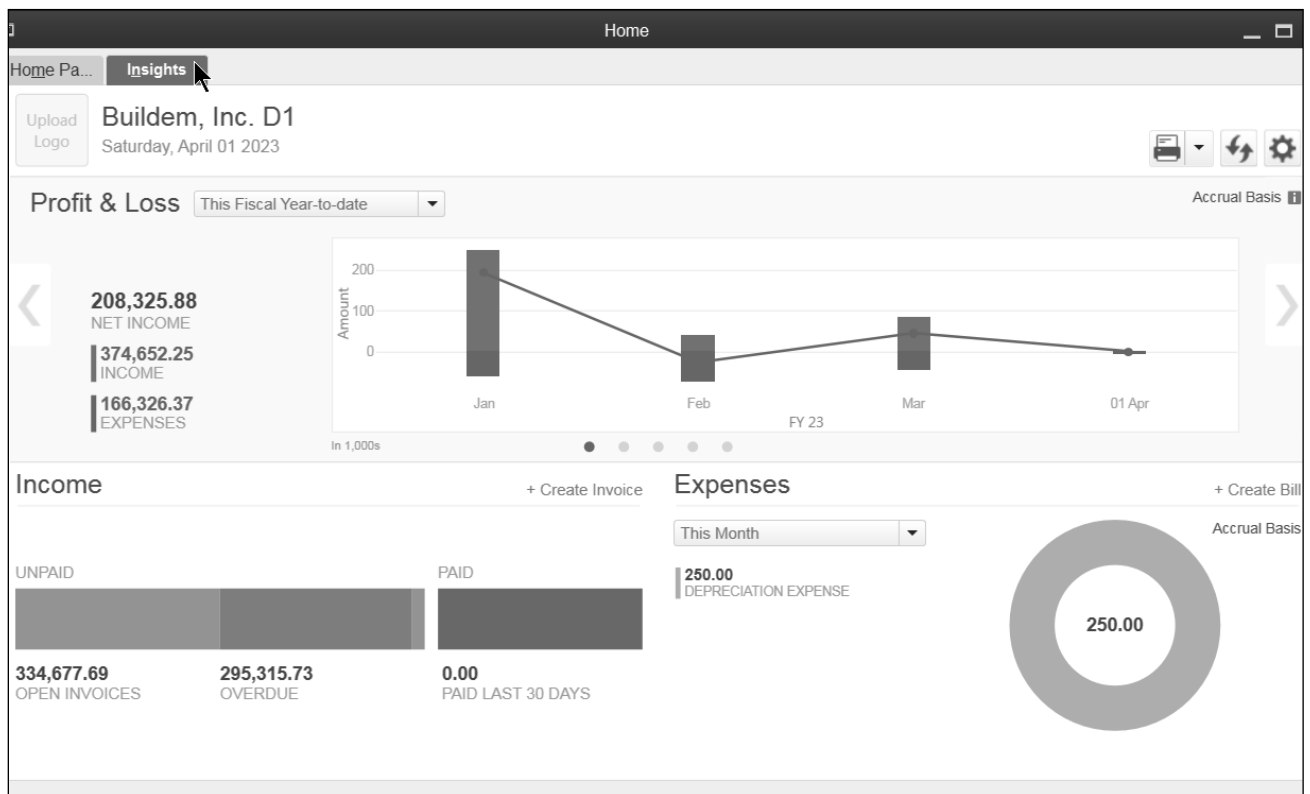 Home
Home Pa...
Insights
Upload
Logo
Buildem, Inc. D1
Saturday, April 01 2023
Profit & Loss
This Fiscal Year-to-date
Accrual Basis
208,325.88
NET INCOME
374,652.25
INCOME
166,326.37
EXPENSES
Amount
200
100
0
Jan Feb Mar 01 Apr
FY 23
In 1,000s
Income
+ Create Invoice
UNPAID PAID
334,677.69 295,315.73 0.00
OPEN INVOICES OVERDUE PAID LAST 30 DAYS
Expenses
+ Create Bill
This Month
Accrual Basis
250.00
DEPRECIATION EXPENSE
250.00